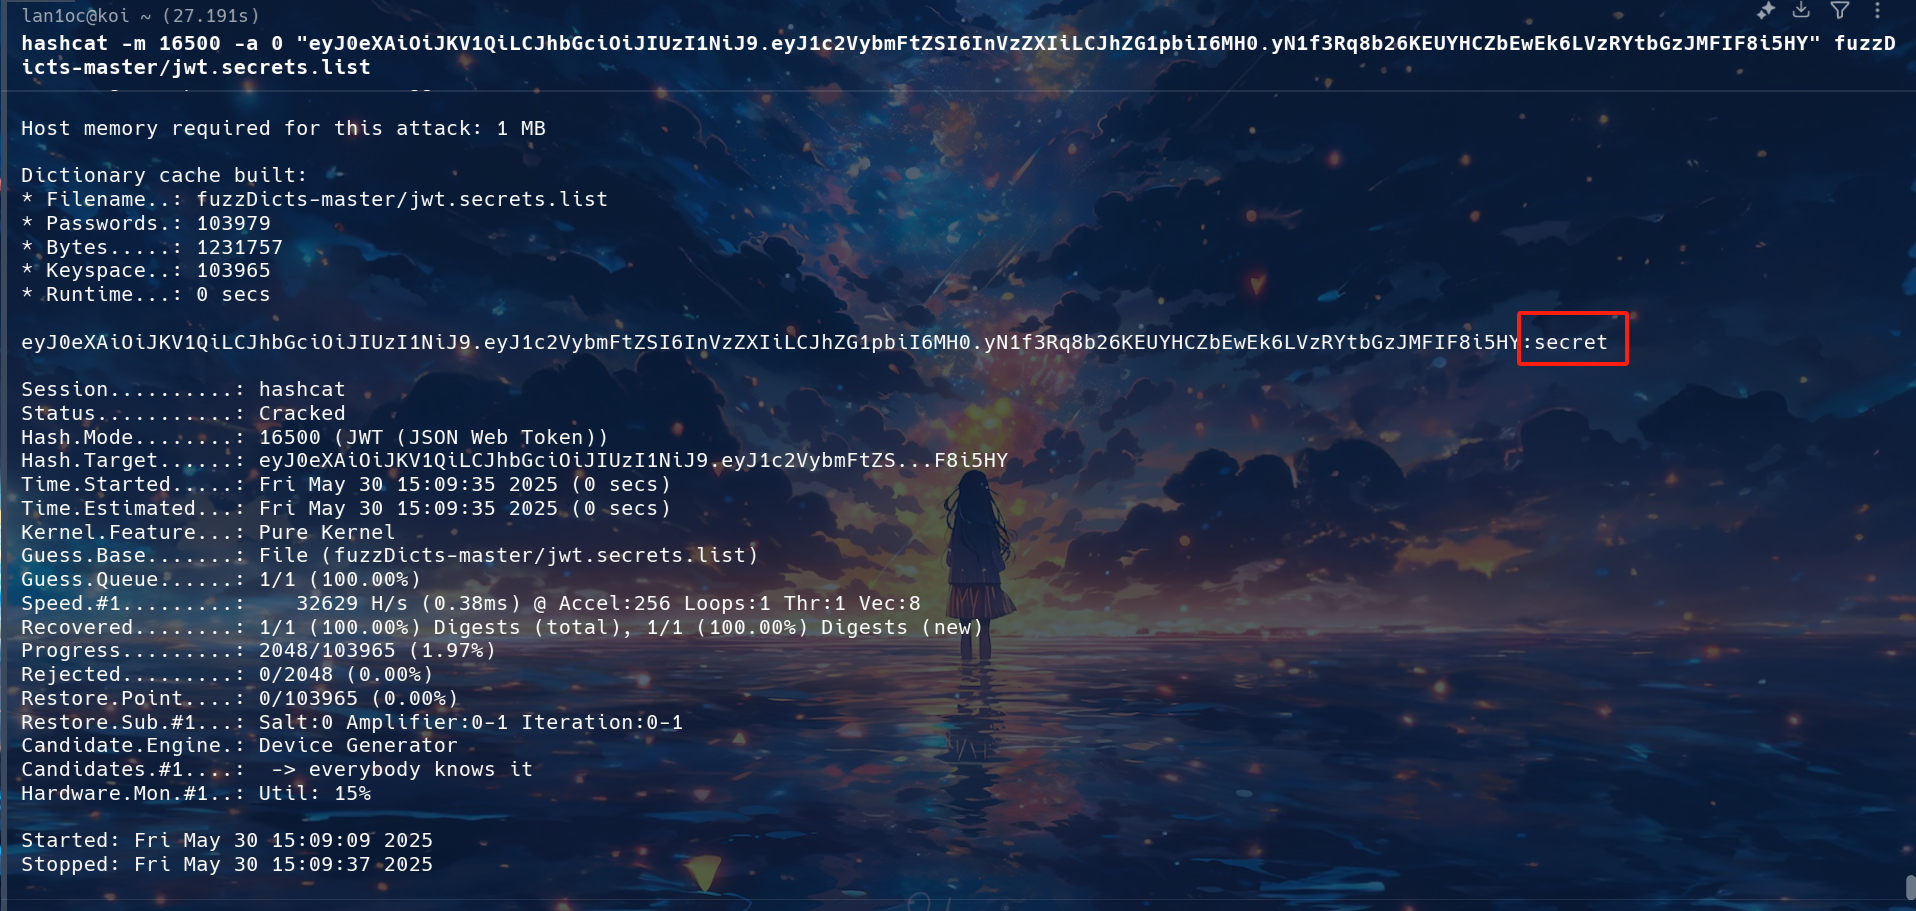 lan1oc@koi ~ (27.191s)
hashcat -m 16500 -a 0 "eyJ0eXAiOiJKV1QiLCJhbGciOiJIUzI1NiJ9.eyJ1c2VybmFtZSI6InVzZXIiLCJhZG1pbiI6MH0.yN1f3Rq8b26KEUYHCZbEwEk6LVzRYtbGzJMFIF8i5HY" fuzzD
icts-master/jwt.secrets.list
Host memory required for this attack: 1 MB
Dictionary cache built:
* Filename..: fuzzDicts-master/jwt.secrets.list
* Passwords.: 103979
* Bytes.....: 1231757
* Keyspace..: 103965
* Runtime...: 0 secs
eyJ0eXAiOiJKV1QiLCJhbGciOiJIUzI1NiJ9.eyJ1c2VybmFtZSI6InVzZXIiLCJhZG1pbiI6MH0.yN1f3Rq8b26KEUYHCZbEwEk6LVzRYtbGzJMFIF8i5HY:secret
Session..........: hashcat
Status...........: Cracked
Hash.Mode........: 16500 (JWT (JSON Web Token))
Hash.Target......: eyJ0eXAiOiJKV1QiLCJhbGciOiJIUzI1NiJ9.eyJ1c2VybmFtZS...F8i5HY
Time.Started.....: Fri May 30 15:09:35 2025 (0 secs)
Time.Estimated...: Fri May 30 15:09:35 2025 (0 secs)
Kernel.Feature...: Pure Kernel
Guess.Base.......: File (fuzzDicts-master/jwt.secrets.list)
Guess.Queue......: 1/1 (100.00%)
Speed.#1.........:    32629 H/s (0.38ms) @ Accel:256 Loops:1 Thr:1 Vec:8
Recovered........: 1/1 (100.00%) Digests (total), 1/1 (100.00%) Digests (new)
Progress.........: 2048/103965 (1.97%)
Rejected.........: 0/2048 (0.00%)
Restore.Point....: 0/103965 (0.00%)
Restore.Sub.#1...: Salt:0 Amplifier:0-1 Iteration:0-1
Candidate.Engine.: Device Generator
Candidates.#1....:  -> everybody knows it
Hardware.Mon.#1..: Util: 15%
Started: Fri May 30 15:09:09 2025
Stopped: Fri May 30 15:09:37 2025